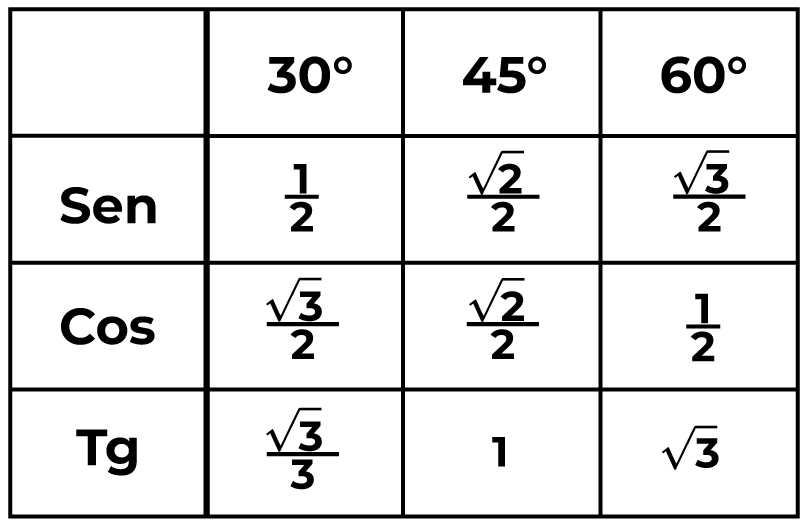 30° 45° 60°
Sen 1/2 √2/2 √3/2
Cos √3/2 √2/2 1/2
Tg √3/3 1 √3